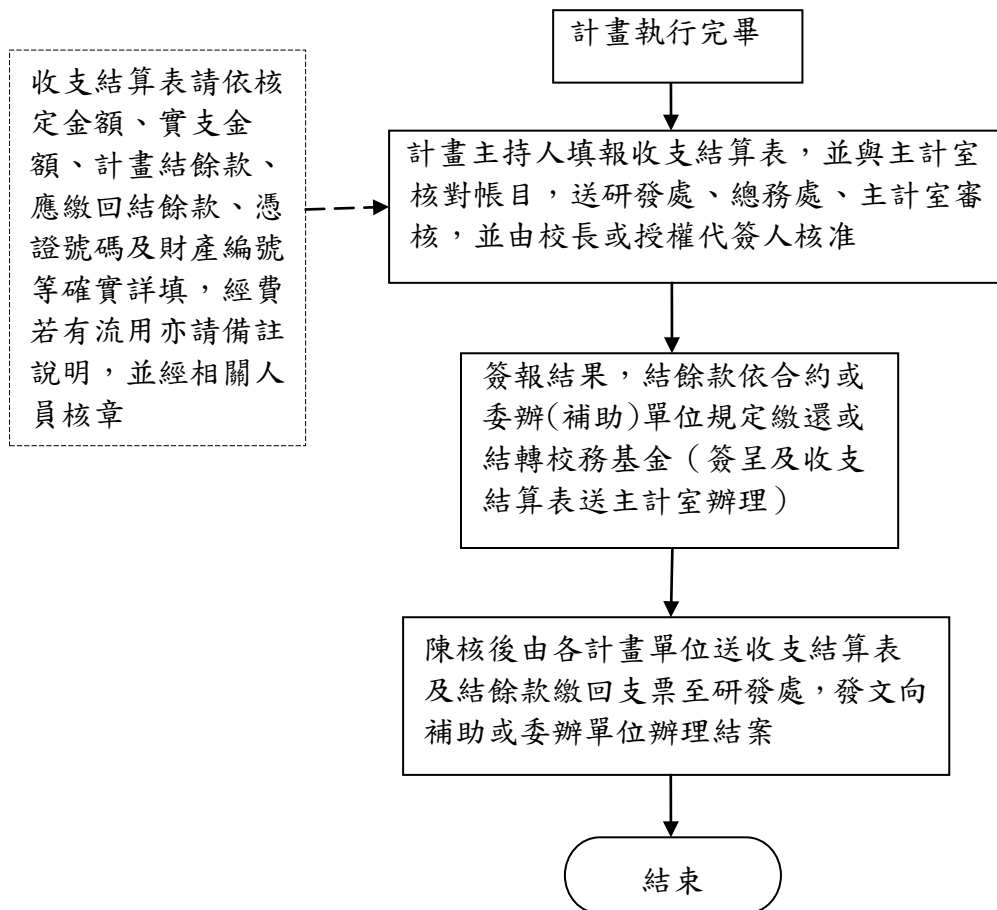 計畫執行完畢
收支結算表請依核
定金額、實支金
額、計畫結餘款、
應繳回結餘款、憑
證號碼及財產編號
等確實詳填，經費
若有流用亦請備註
說明，並經相關人
員核章
計畫主持人填報收支結算表，並與主計室
核對帳目，送研發處、總務處、主計室審
核，並由校長或授權代簽人核准
簽報結果，結餘款依合約或
委辦(補助)單位規定繳還或
結轉校務基金（簽呈及收支
結算表送主計室辦理）
陳核後由各計畫單位送收支結算表
及結餘款繳回支票至研發處，發文向
補助或委辦單位辦理結案
結束